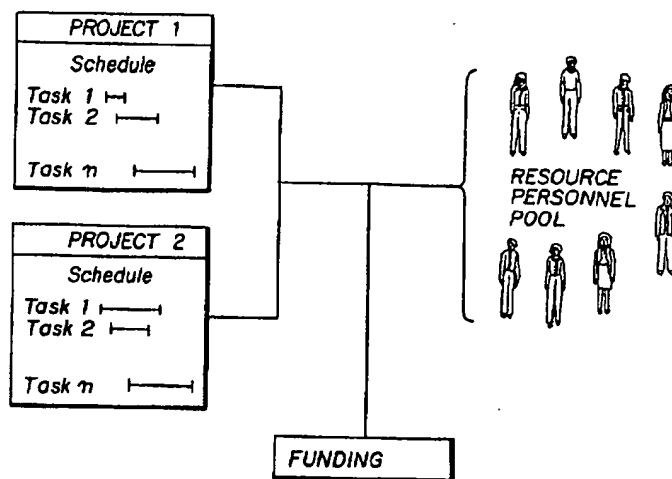 PROJECT 1
Schedule
Task 1
Task 2
Task n
PROJECT 2
Schedule
Task 1
Task 2
Task n
RESOURCE
PERSONNEL
POOL
FUNDING